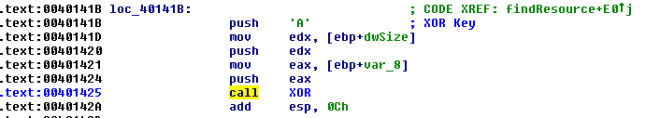 .text:0040141B loc_40141B: ; CODE XREF: findResource+E0↑j
.text:0040141B push 'A' ; XOR Key
.text:0040141D mov edx, [ebp+dwSize]
.text:00401420 push edx
.text:00401421 mov eax, [ebp+var_8]
.text:00401424 push eax
.text:00401425 call XOR
.text:0040142A add esp, 0Ch